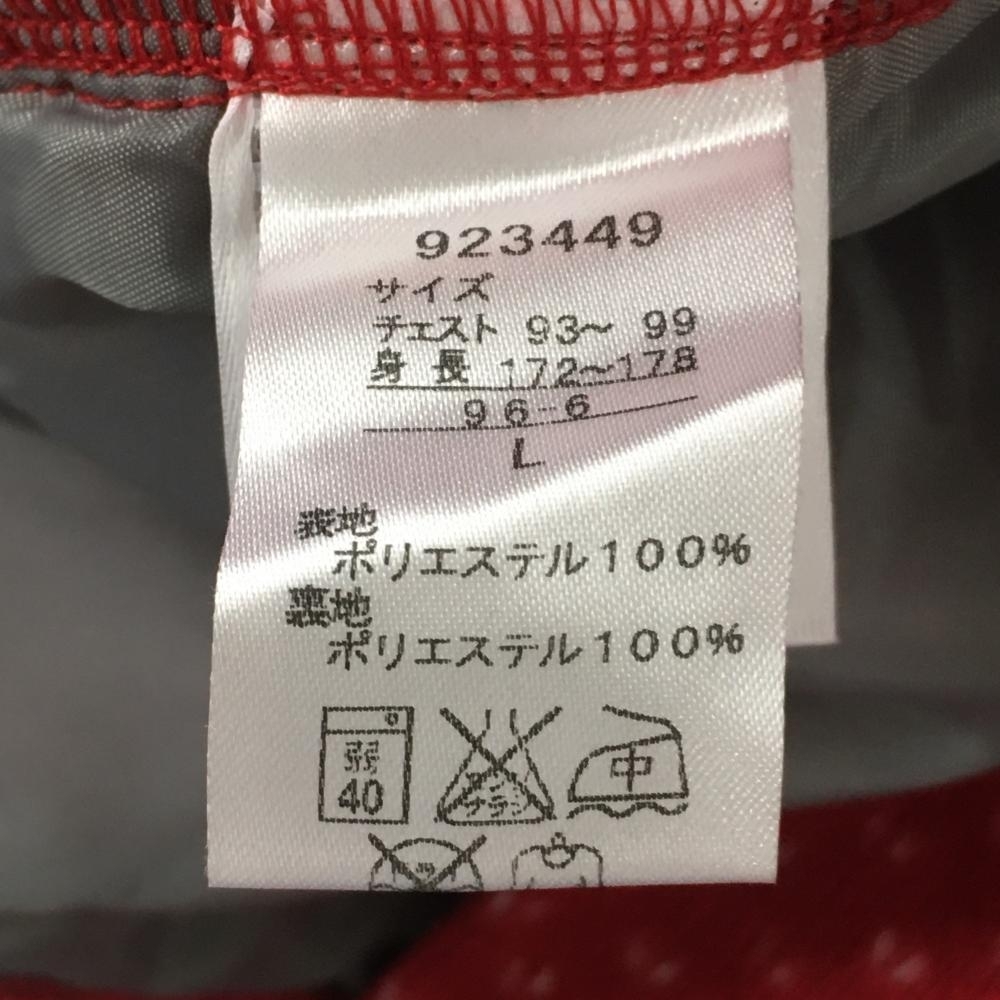 923449
サイズ
チェスト 93〜 99
身 長 172〜178
96-6
L
表地
ポリエステル100%
裏地
ポリエステル100%
弱
40
中